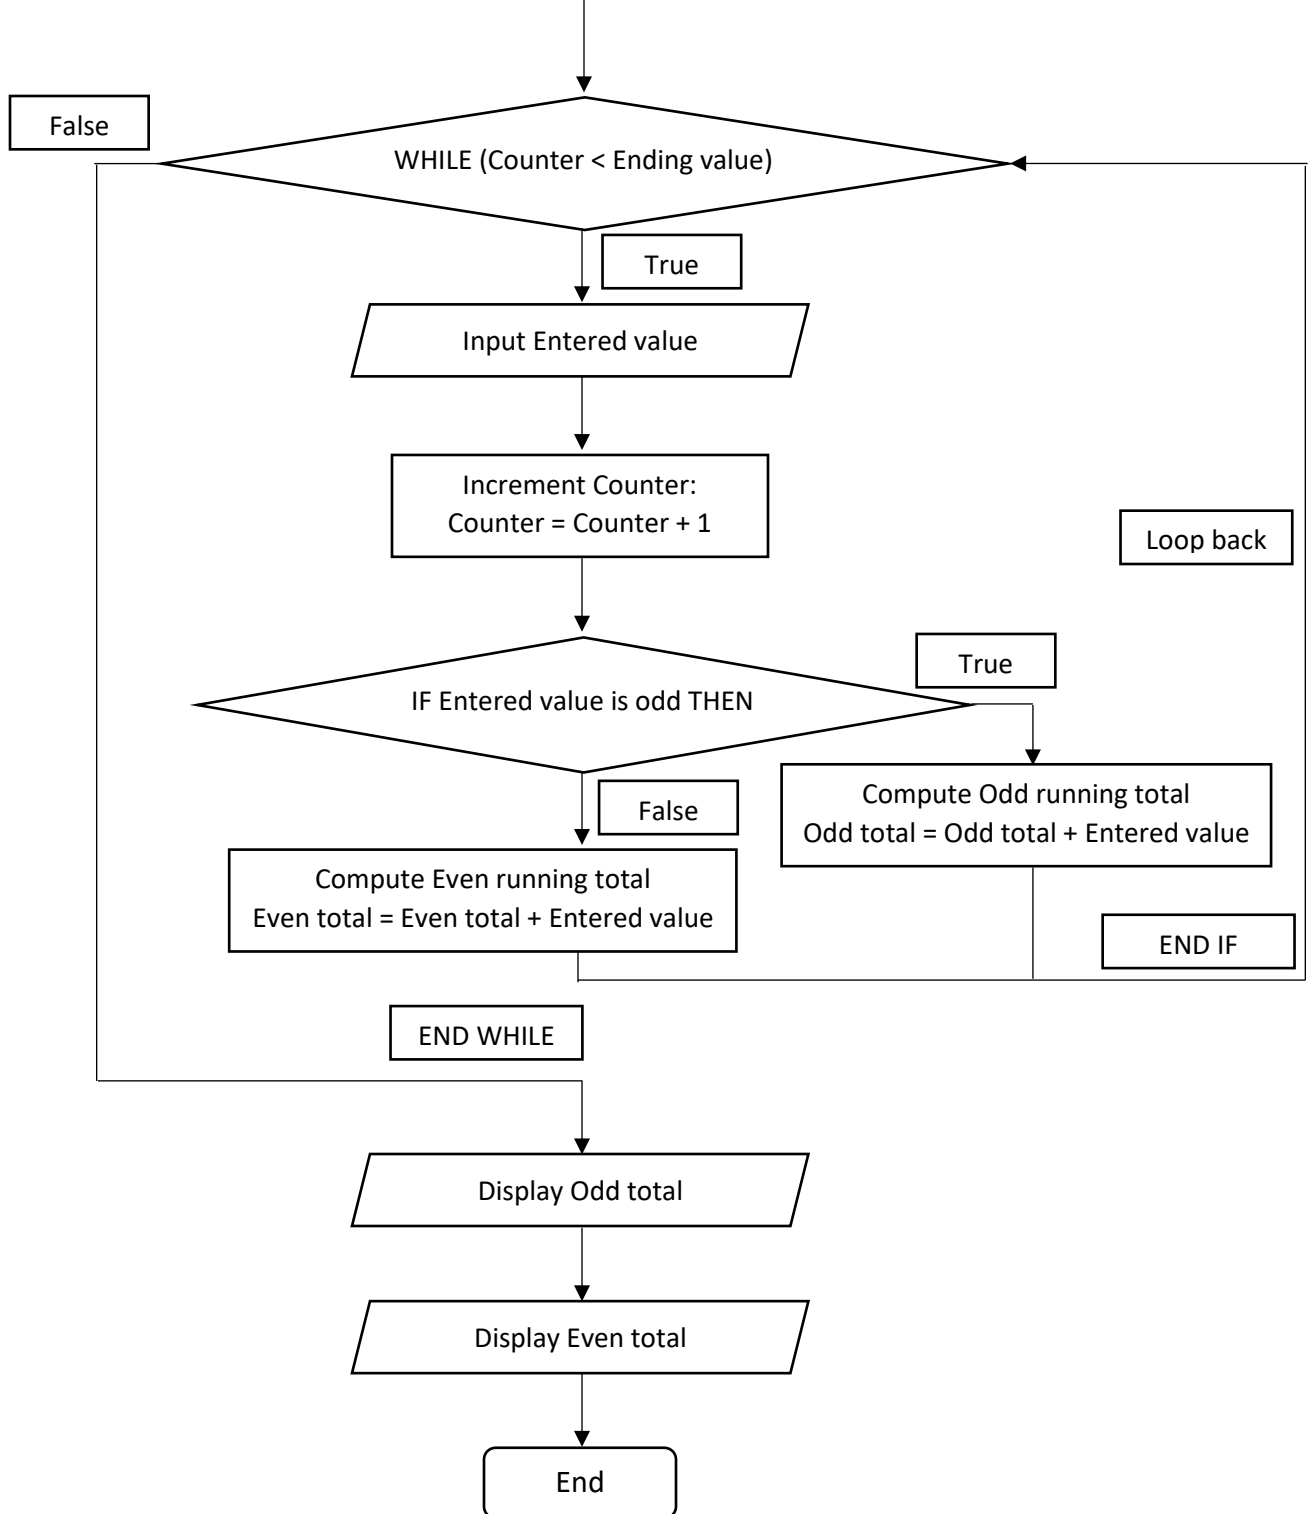 False
WHILE (Counter < Ending value)
True
Input Entered value
Increment Counter:
Counter = Counter + 1
Loop back
True
IF Entered value is odd THEN
Compute Odd running total
Odd total = Odd total + Entered value
False
Compute Even running total
Even total = Even total + Entered value
END IF
END WHILE
Display Odd total
Display Even total
End